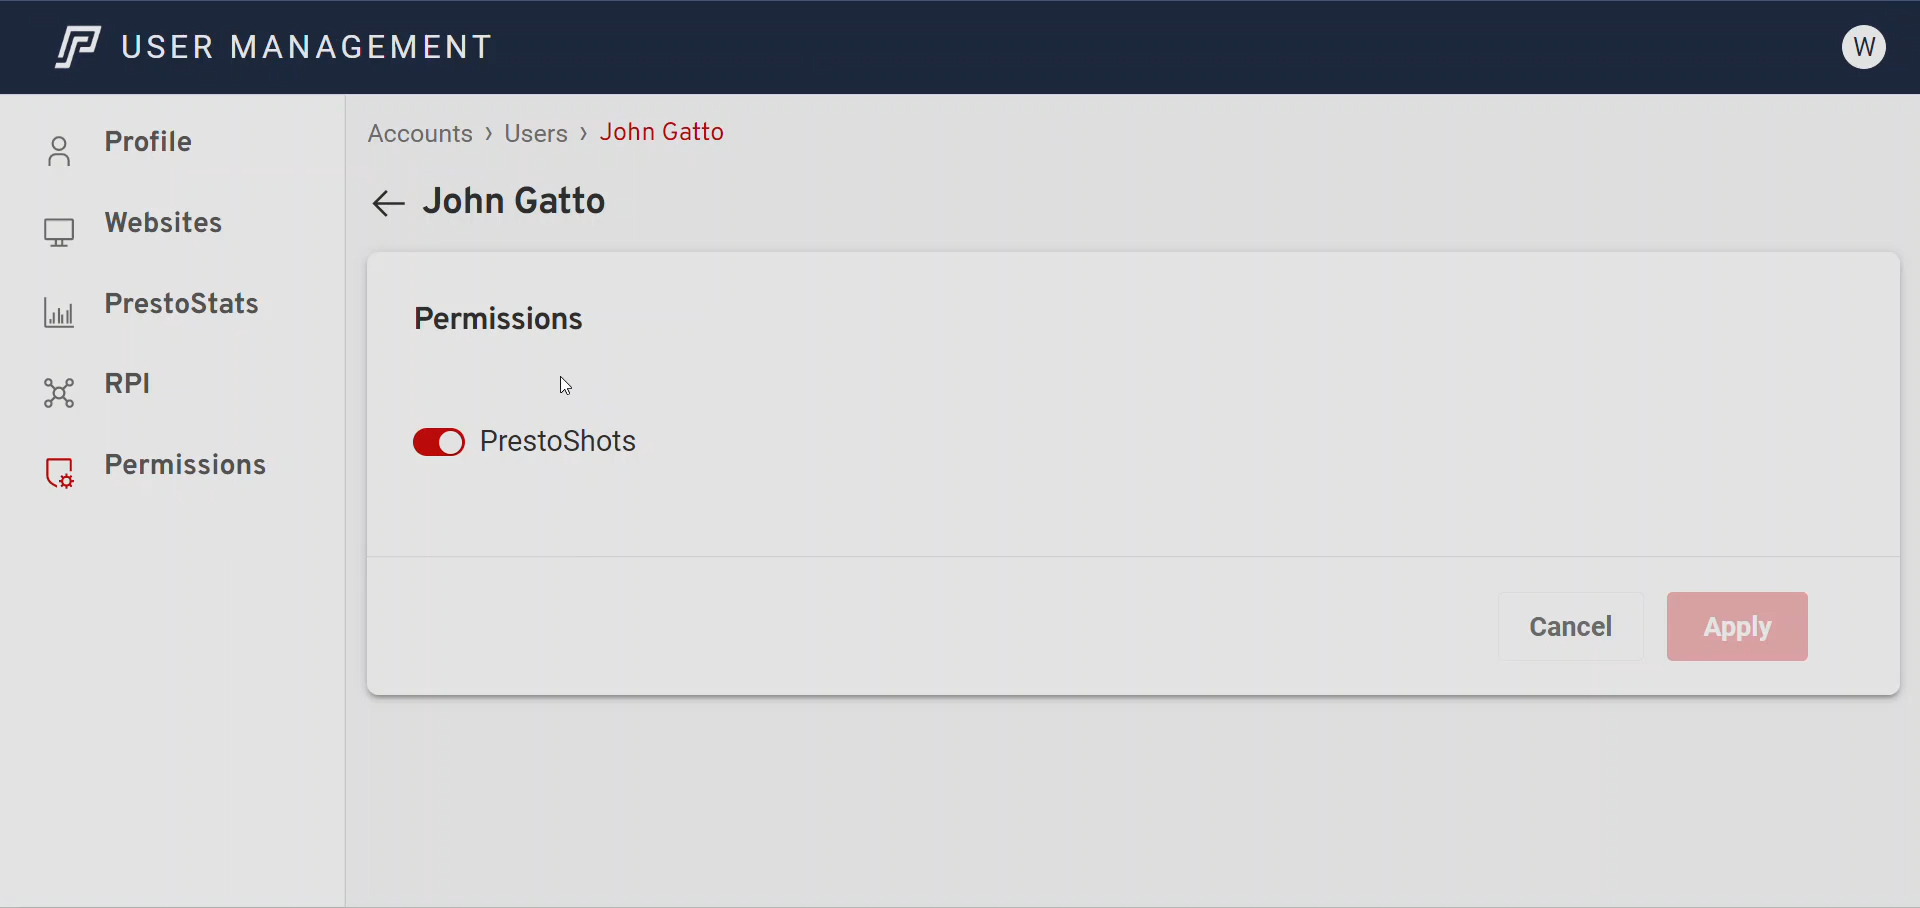 USER MANAGEMENT
W
Profile
Websites
PrestoStats
RPI
Permissions
Accounts › Users › John Gatto
John Gatto
Permissions
PrestoShots
Cancel
Apply